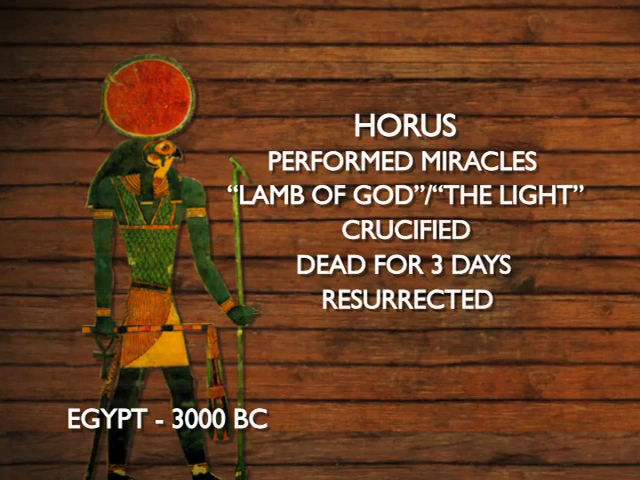 HORUS
PERFORMED MIRACLES
“LAMB OF GOD”/“THE LIGHT”
CRUCIFIED
DEAD FOR 3 DAYS
RESURRECTED
EGYPT - 3000 BC